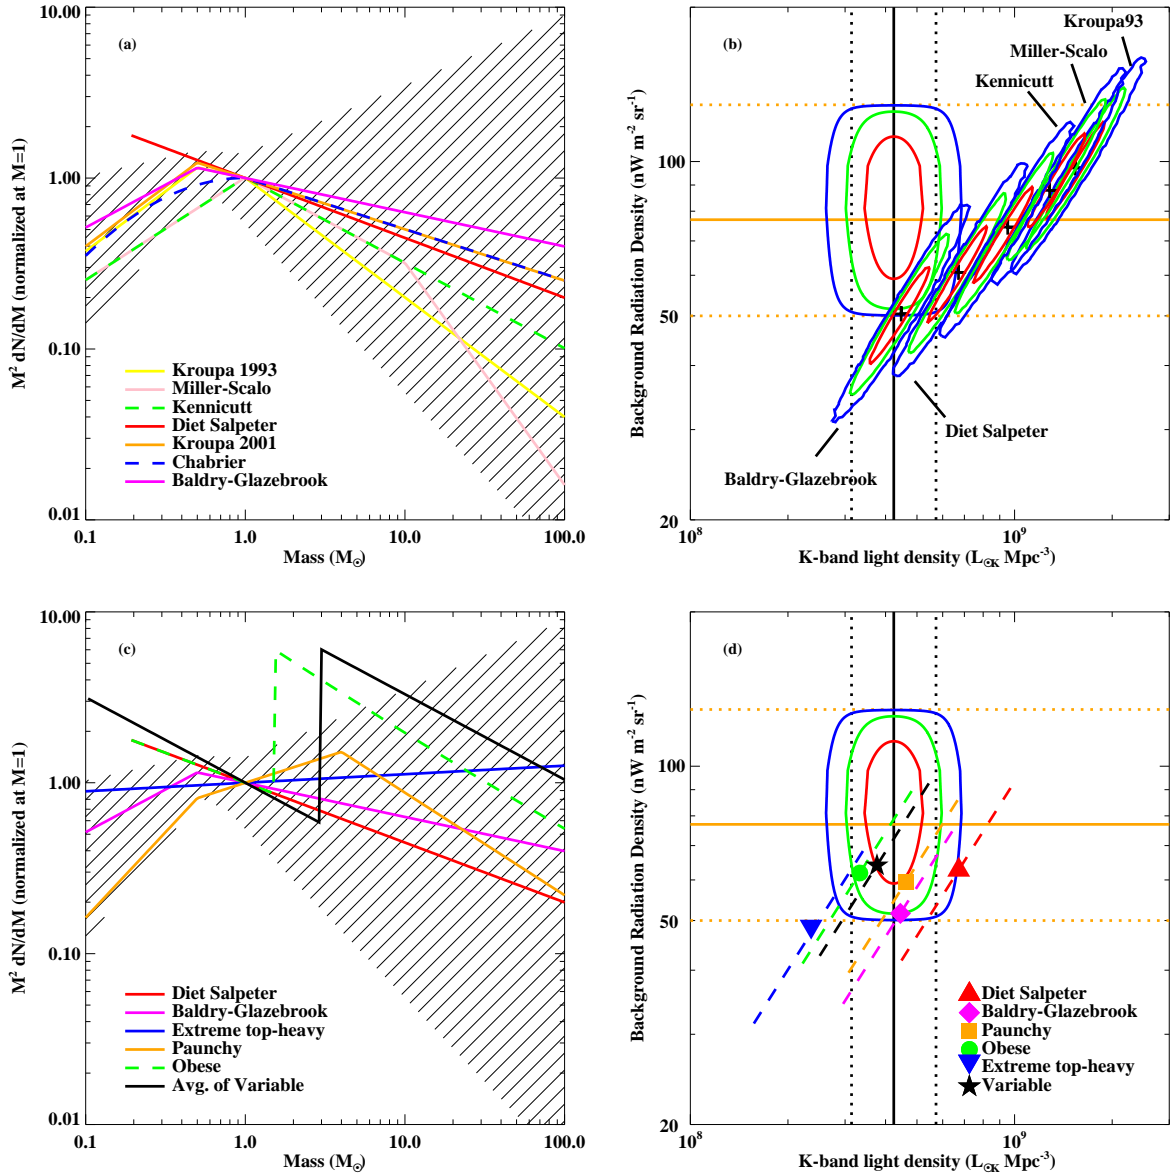 (a)
M² dN/dM (normalized at M=1)
10.00
1.00
0.10
0.01
Kroupa 1993
Miller-Scalo
Kennicutt
Diet Salpeter
Kroupa 2001
Chabrier
Baldry-Glazebrook
0.1 1.0 10.0 100.0
Mass (M☉)
(b)
Background Radiation Density (nW m⁻² sr⁻¹)
100
50
20
Kroupa93
Miller-Scalo
Kennicutt
Diet Salpeter
Baldry-Glazebrook
10⁸ 10⁹
K-band light density (L☉K Mpc⁻³)
(c)
M² dN/dM (normalized at M=1)
10.00
1.00
0.10
0.01
Diet Salpeter
Baldry-Glazebrook
Extreme top-heavy
Paunchy
Obese
Avg. of Variable
0.1 1.0 10.0 100.0
Mass (M☉)
(d)
Background Radiation Density (nW m⁻² sr⁻¹)
100
50
20
Diet Salpeter
Baldry-Glazebrook
Paunchy
Obese
Extreme top-heavy
Variable
10⁸ 10⁹
K-band light density (L☉K Mpc⁻³)